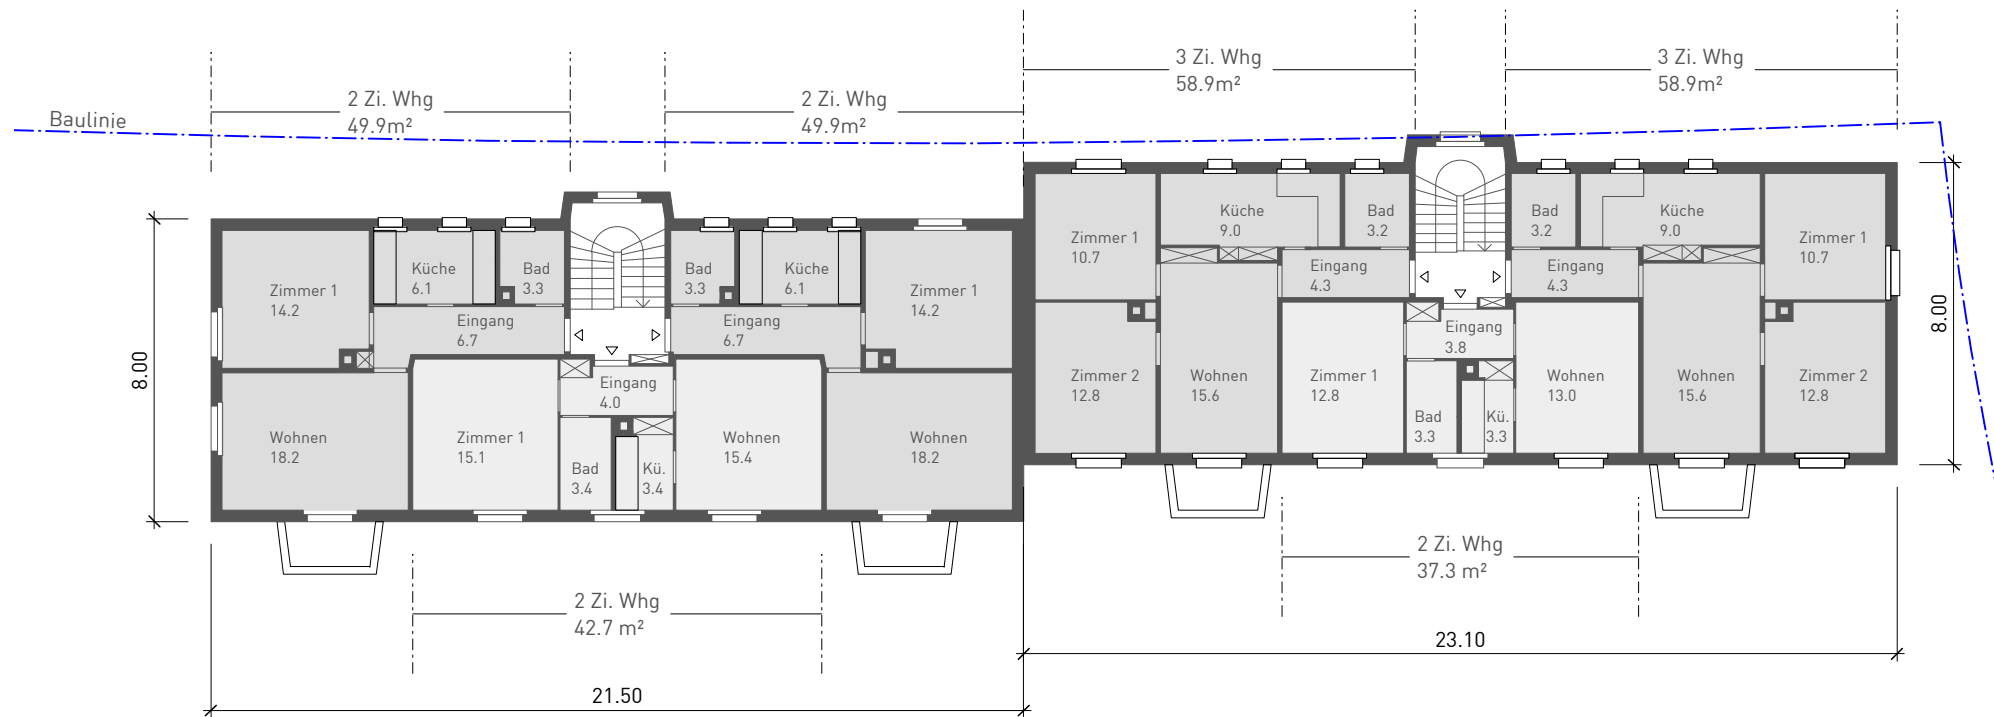 3 Zi. Whg
58.9m²
3 Zi. Whg
58.9m²
2 Zi. Whg
49.9m²
2 Zi. Whg
49.9m²
Baulinie
Zimmer 1
14.2
Küche
6.1
Bad
3.3
Bad
3.3
Küche
6.1
Zimmer 1
14.2
Eingang
6.7
Eingang
6.7
Eingang
4.0
Wohnen
18.2
Zimmer 1
15.1
Bad
3.4
Kü.
3.4
Wohnen
15.4
Wohnen
18.2
8.00
Zimmer 1
10.7
Küche
9.0
Bad
3.2
Bad
3.2
Küche
9.0
Zimmer 1
10.7
Eingang
4.3
Eingang
4.3
Eingang
3.8
Zimmer 2
12.8
Wohnen
15.6
Zimmer 1
12.8
Bad
3.3
Kü.
3.3
Wohnen
13.0
Wohnen
15.6
Zimmer 2
12.8
8.00
2 Zi. Whg
37.3 m²
2 Zi. Whg
42.7 m²
23.10
21.50